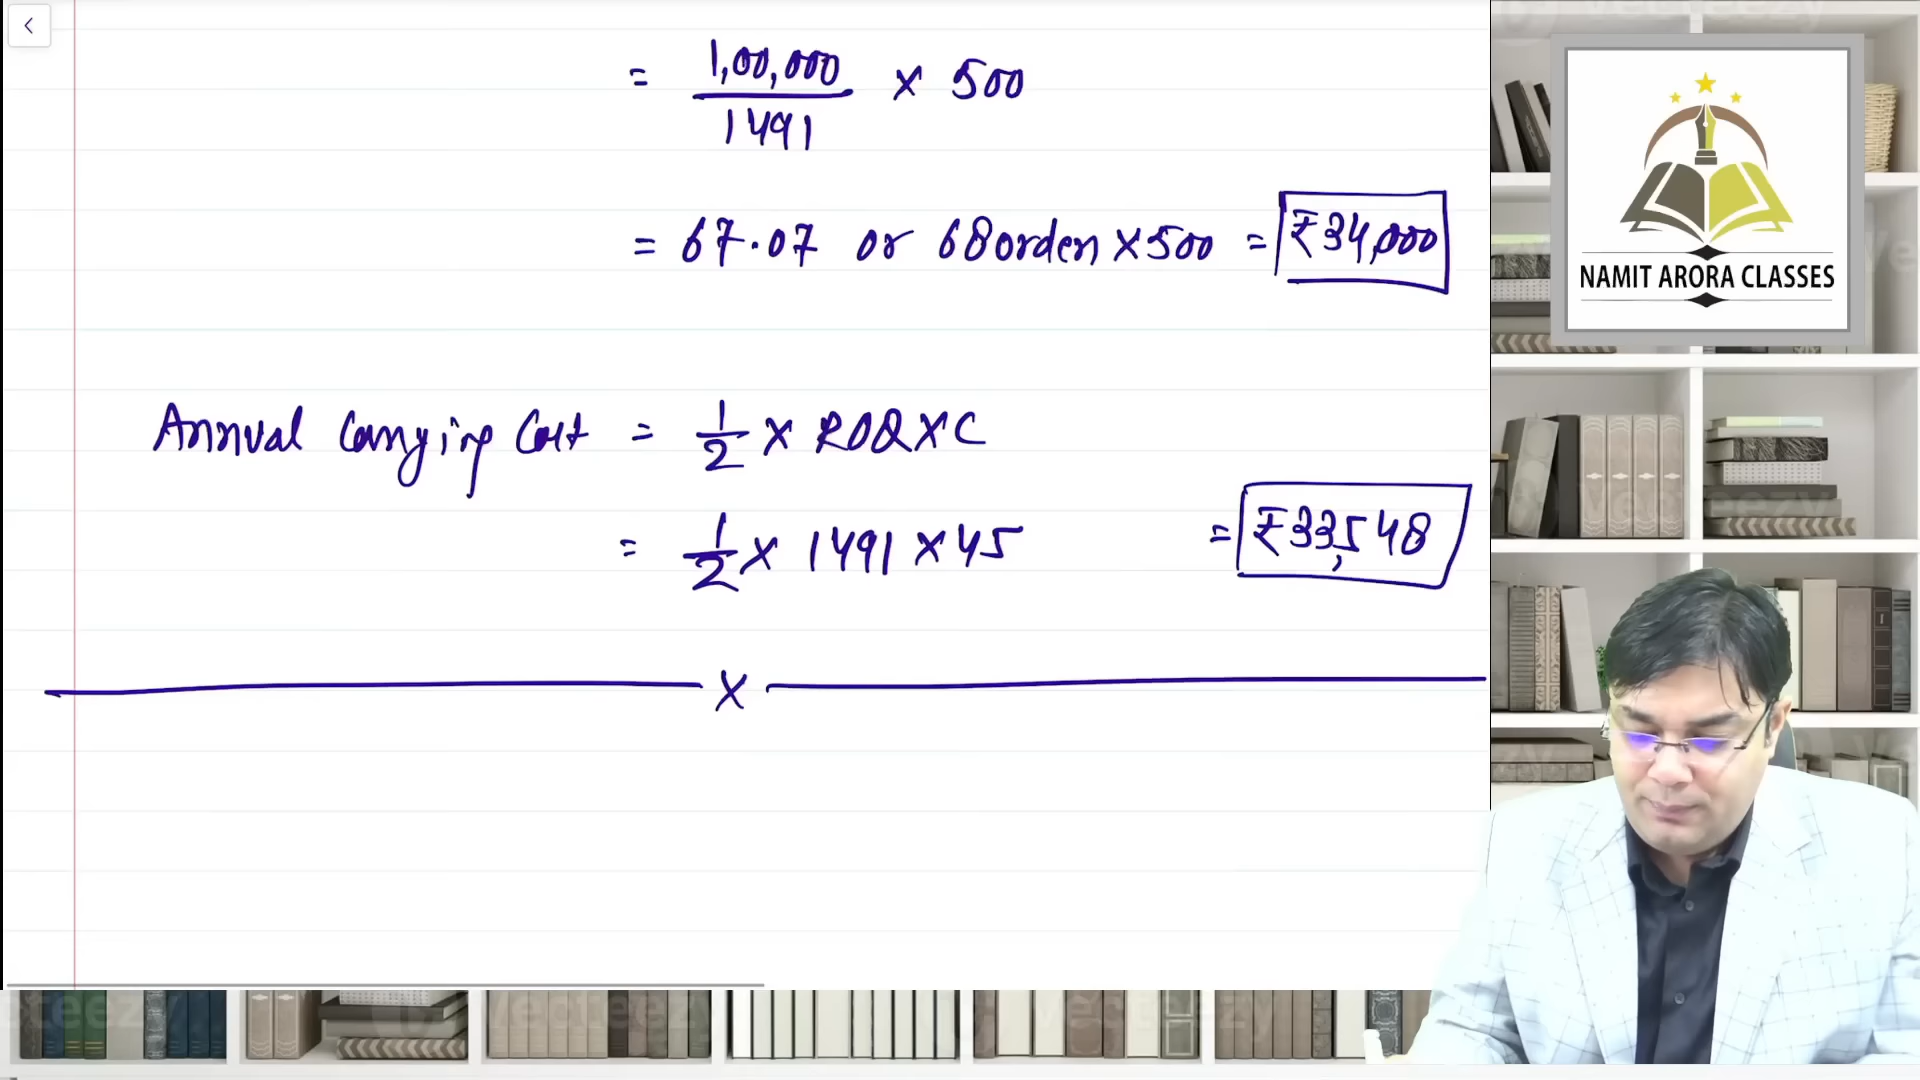 = 1,00,000 / 1491 × 500
= 67.07 or 68 orders × 500 = ₹34,000
Annual Carrying Cost = 1/2 × ROQ × C
= 1/2 × 1491 × 45 = ₹33,548
X
NAMIT ARORA CLASSES